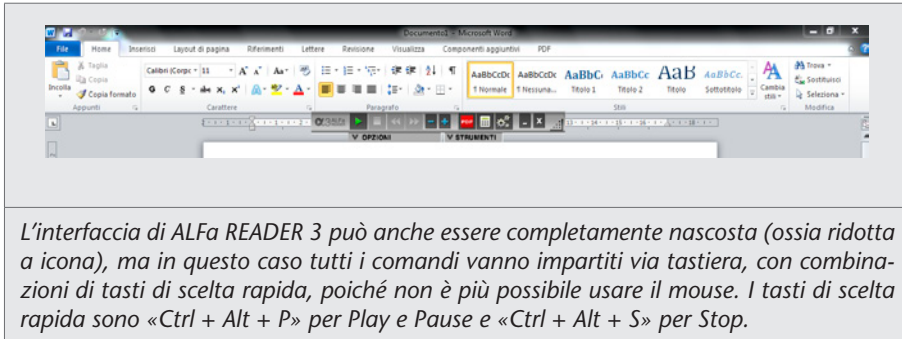 Documento1 - Microsoft Word
File Home Inserisci Layout di pagina Riferimenti Lettere Revisione Visualizza Componenti aggiuntivi PDF
Taglia
Copia
Copia formato
Incolla
Calibri (Corpo 11
AaBbCcDc AaBbCcDc AaBbC AaBbCc AaB AaBbCc.
¶ Normale ¶ Nessuna... Titolo 1 Titolo 2 Titolo Sottotitolo
Cambia stili
Trova
Sostituisci
Seleziona
Appunti Carattere Paragrafo Stili Modifica
V OPZIONI V STRUMENTI
L'interfaccia di ALFa READER 3 può anche essere completamente nascosta (ossia ridotta
a icona), ma in questo caso tutti i comandi vanno impartiti via tastiera, con combina-
zioni di tasti di scelta rapida, poiché non è più possibile usare il mouse. I tasti di scelta
rapida sono «Ctrl + Alt + P» per Play e Pause e «Ctrl + Alt + S» per Stop.